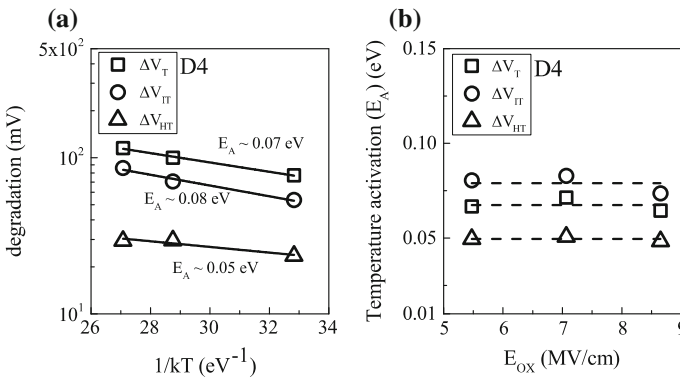 (a)
5x10²
ΔV_T D4
ΔV_IT
ΔV_HT
E_A ~ 0.07 eV
10²
E_A ~ 0.08 eV
E_A ~ 0.05 eV
10¹
26 28 30 32 34
1/kT (eV⁻¹)
degradation (mV)
(b)
0.15
ΔV_T D4
ΔV_IT
ΔV_HT
0.10
0.05
0.01
5 6 7 8 9
E_OX (MV/cm)
Temperature activation (E_A) (eV)